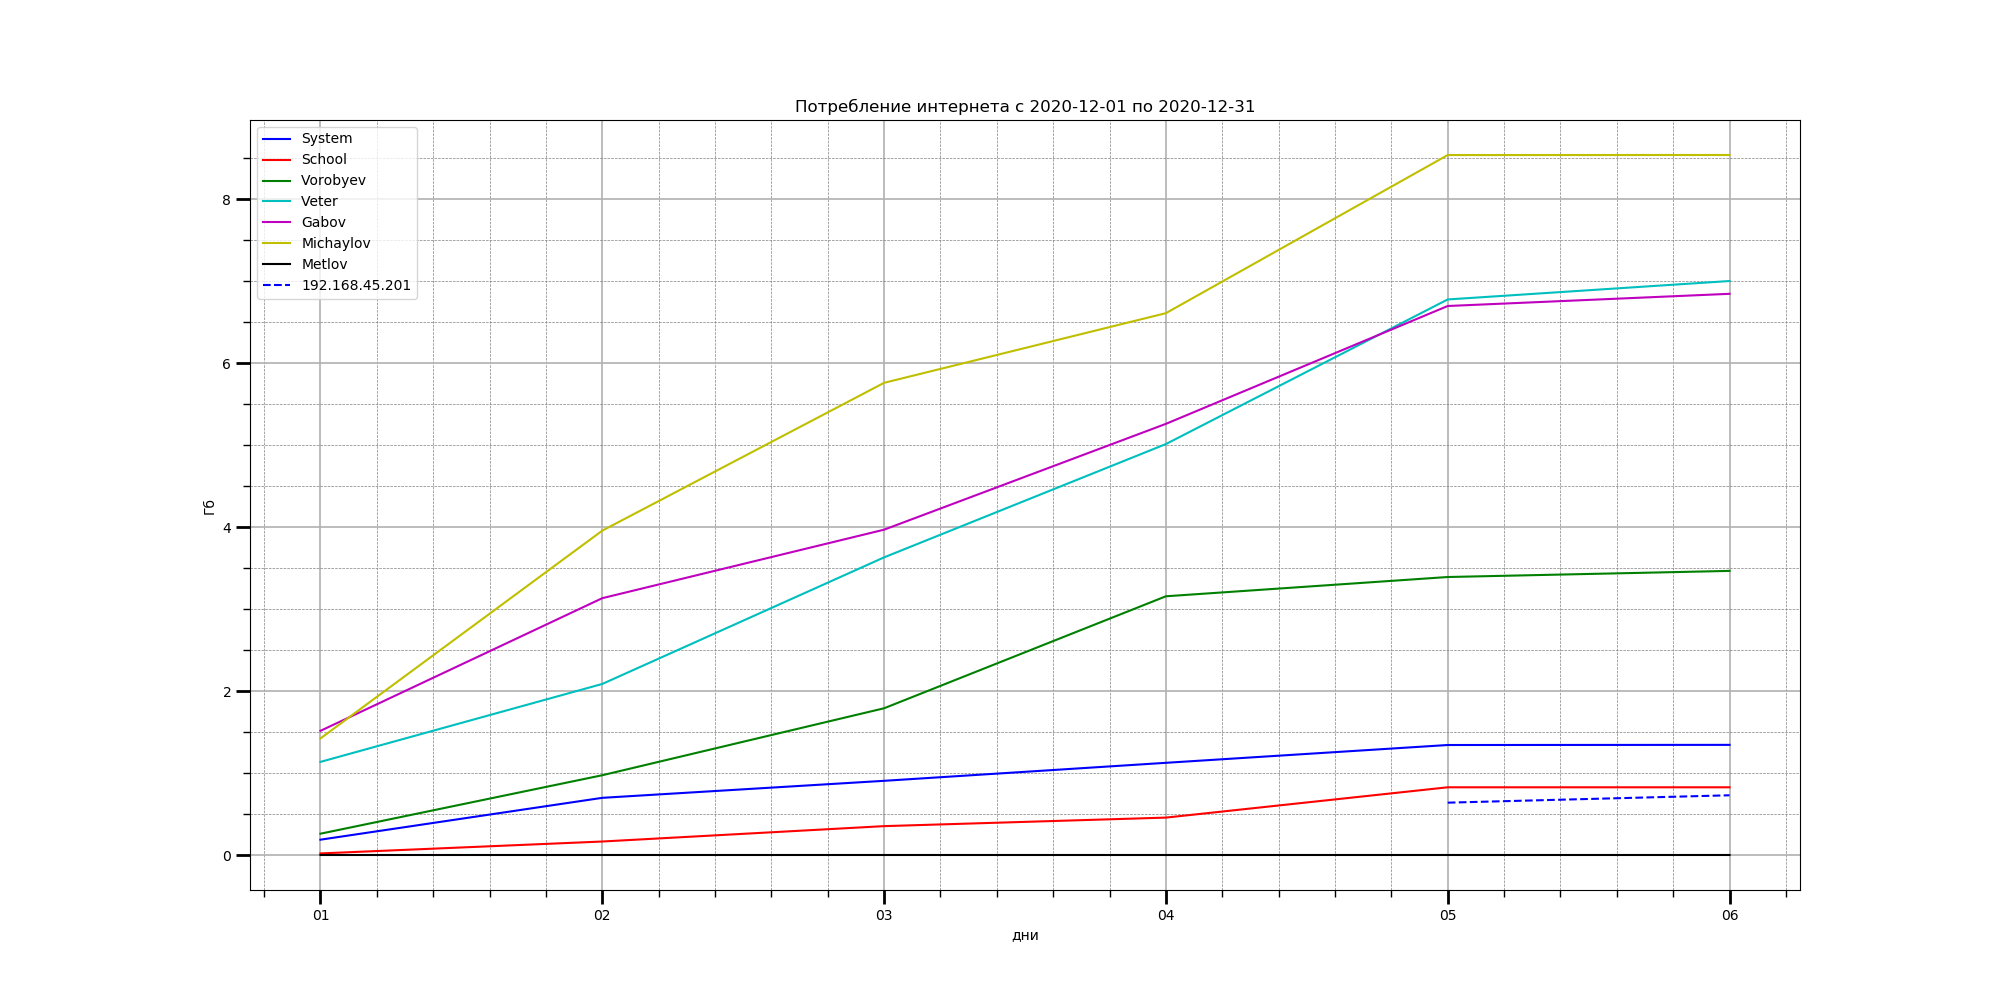 Потребление интернета с 2020-12-01 по 2020-12-31
System
School
Vorobyev
Veter
Gabov
Michaylov
Metlov
192.168.45.201
8
6
4
2
0
Гб
01 02 03 04 05 06
дни